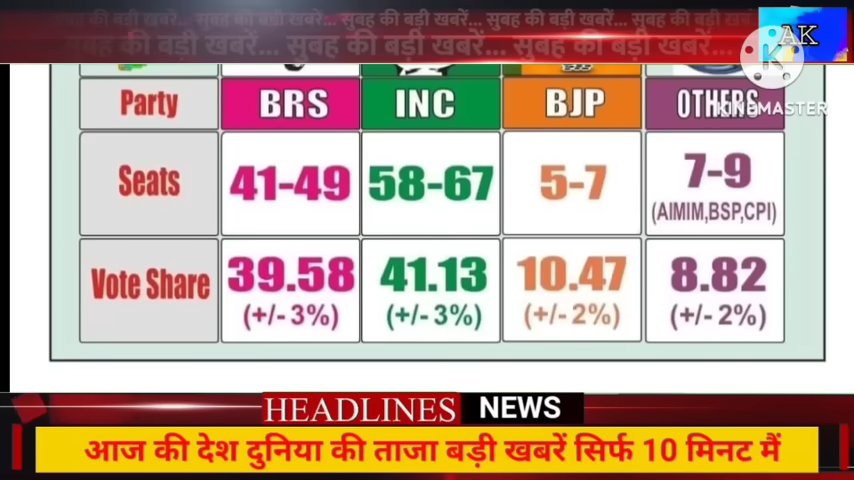 सुबह की बड़ी खबरें... सुबह की बड़ी खबरें... सुबह की बड़ी खबरें...
की बड़ी खबरें... सुबह की बड़ी खबरें... सुबह की बड़ी खबरें...
AK
K
KINEMASTER
Party BRS INC BJP OTHERS
Seats 41-49 58-67 5-7 7-9
(AIMIM,BSP,CPI)
Vote Share 39.58 41.13 10.47 8.82
(+/- 3%) (+/- 3%) (+/- 2%) (+/- 2%)
HEADLINES NEWS
आज की देश दुनिया की ताजा बड़ी खबरें सिर्फ 10 मिनट मैं